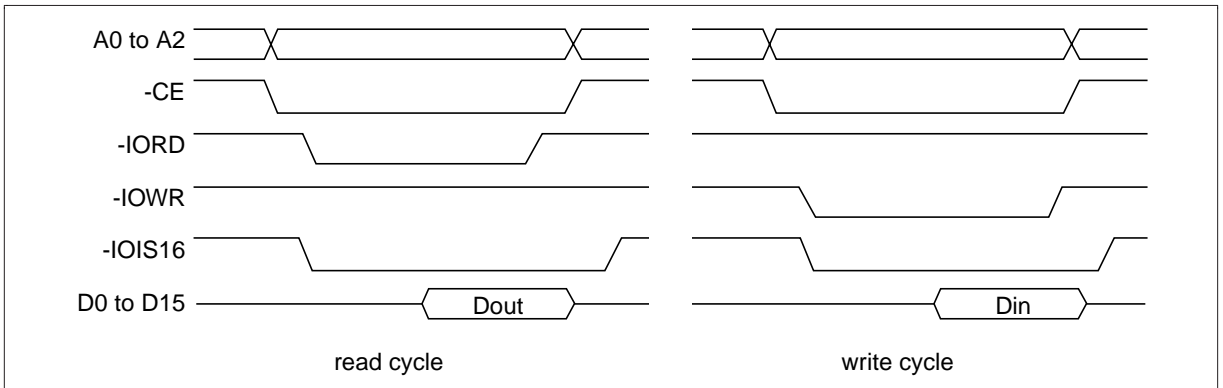 A0 to A2
-CE
-IORD
-IOWR
-IOIS16
D0 to D15 Dout Din
read cycle write cycle